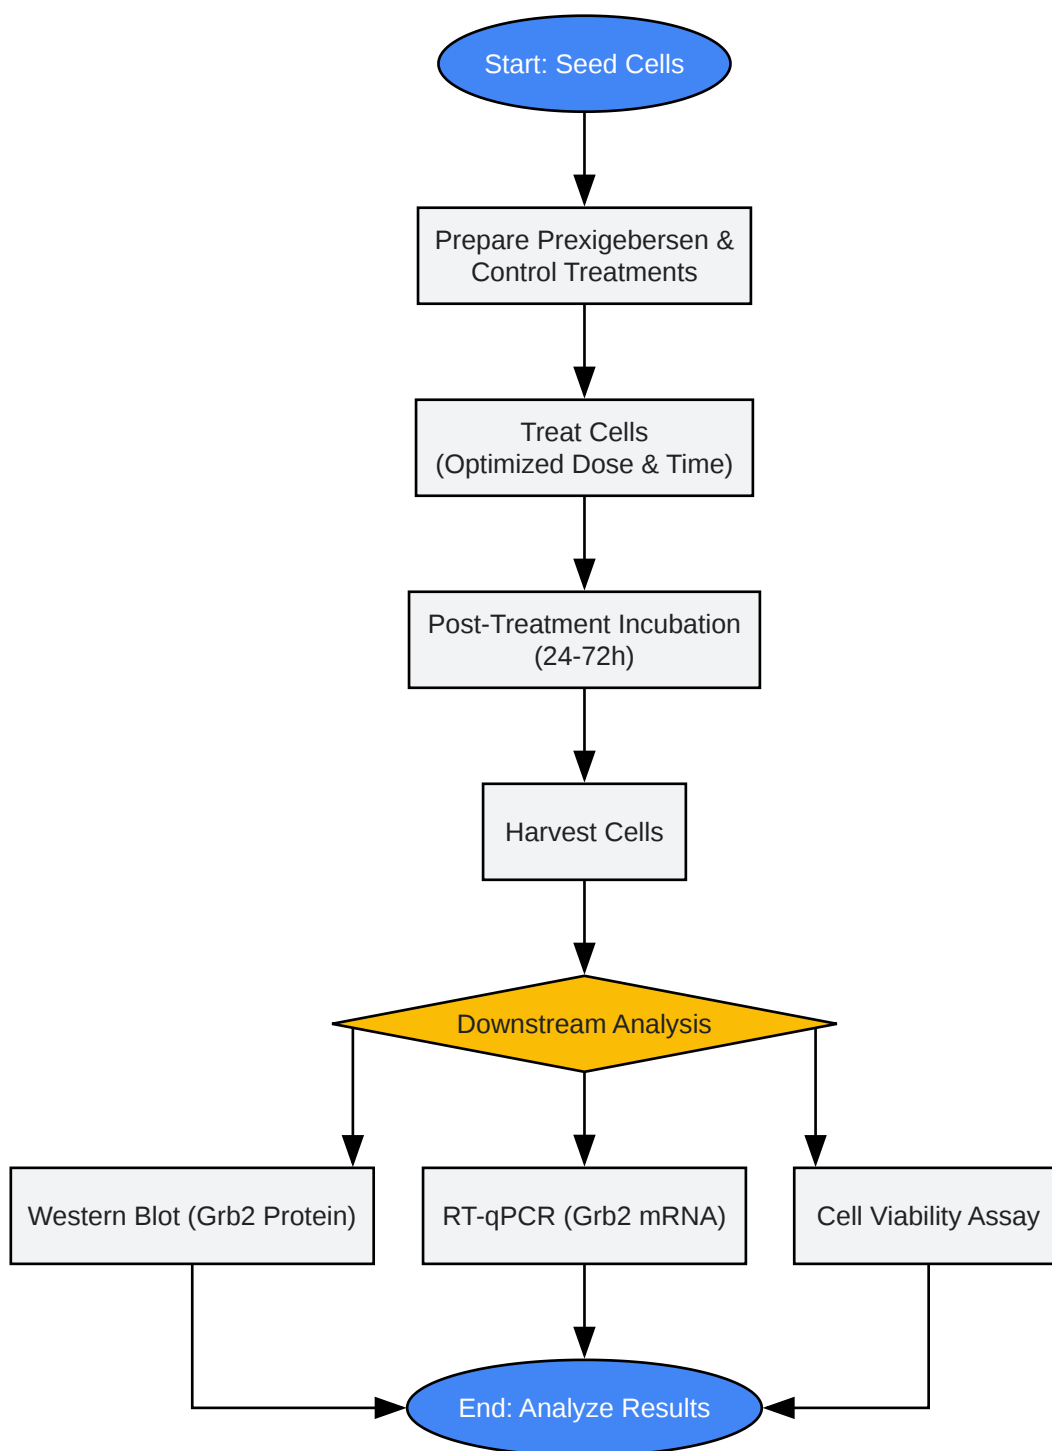 Start: Seed Cells
Prepare Prexigebersen &
Control Treatments
Treat Cells
(Optimized Dose & Time)
Post-Treatment Incubation
(24-72h)
Harvest Cells
Downstream Analysis
Western Blot (Grb2 Protein)
RT-qPCR (Grb2 mRNA)
Cell Viability Assay
End: Analyze Results